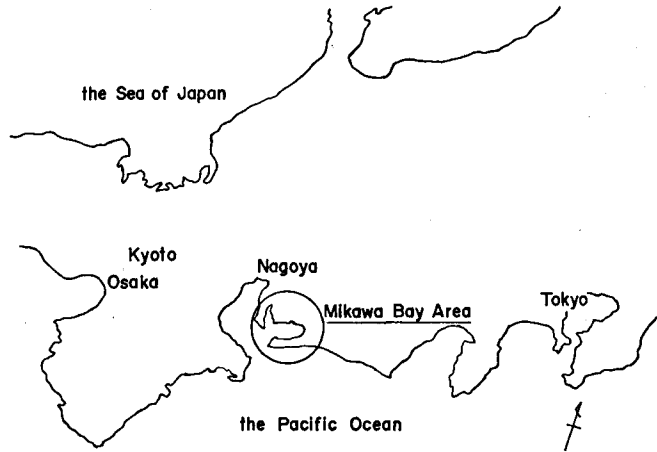 the Sea of Japan
Kyoto
Osaka
Nagoya
Mikawa Bay Area
Tokyo
the Pacific Ocean